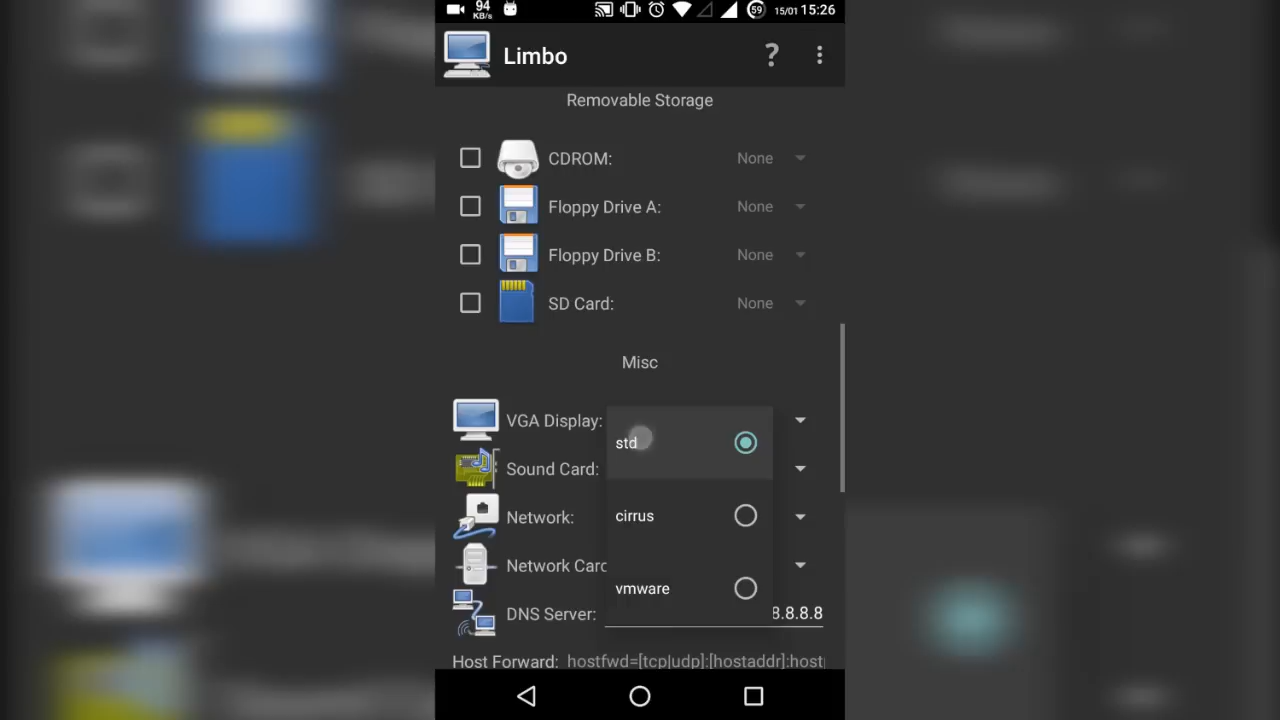 94
KB/s
59
15/01 15:26
Limbo
?
Removable Storage
CDROM: None
Floppy Drive A: None
Floppy Drive B: None
SD Card: None
Misc
VGA Display:
std
Sound Card:
cirrus
Network:
Network Card
vmware
DNS Server: 8.8.8.8
Host Forward: hostfwd=[tcp|udp]:[hostaddr]:host